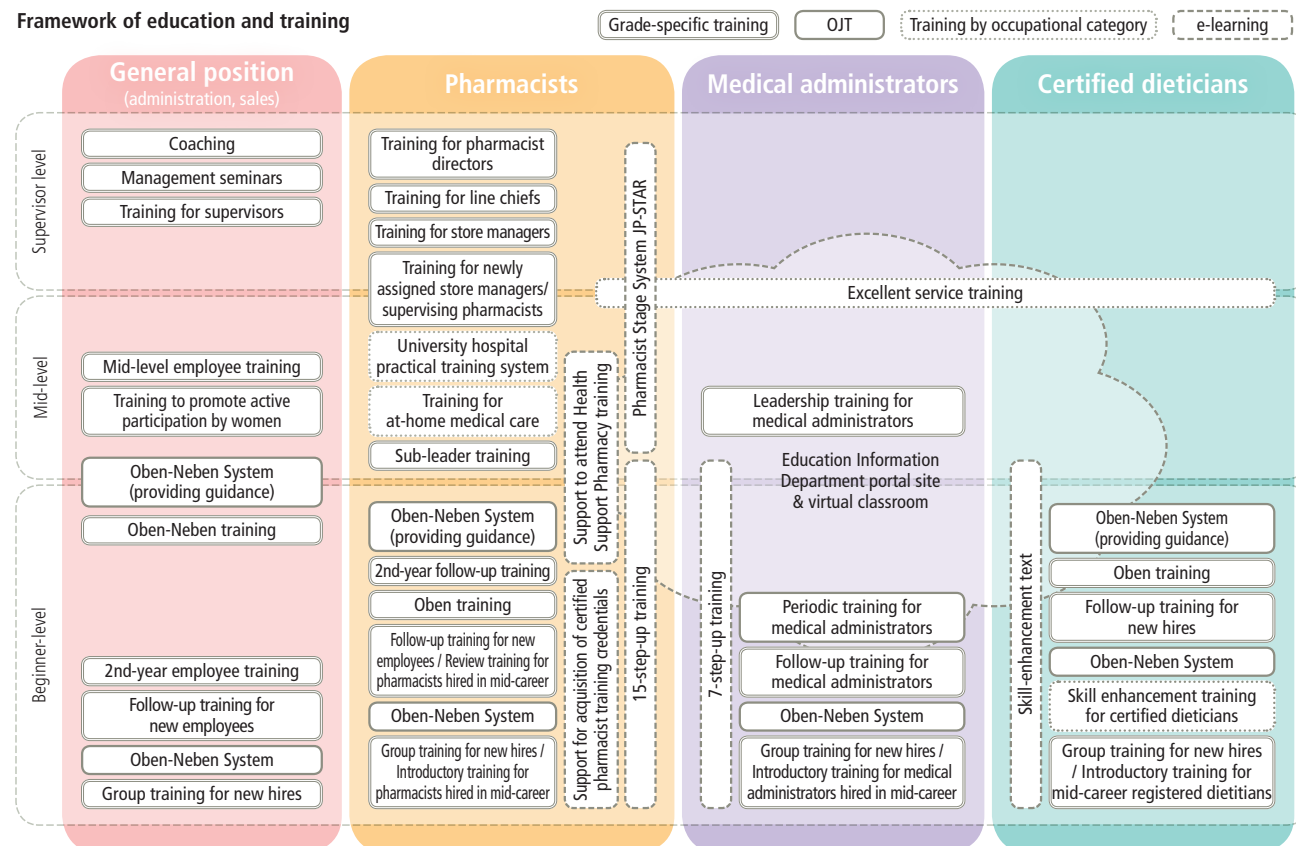 Framework of education and training
Grade-specific training
OJT
Training by occupational category
e-learning
General position
(administration, sales)
Pharmacists
Medical administrators
Certified dieticians
Supervisor level
Mid-level
Beginner-level
Coaching
Management seminars
Training for supervisors
Mid-level employee training
Training to promote active
participation by women
Oben-Neben System
(providing guidance)
Oben-Neben training
2nd-year employee training
Follow-up training for
new employees
Oben-Neben System
Group training for new hires
Training for pharmacist
directors
Training for line chiefs
Training for store managers
Training for newly
assigned store managers/
supervising pharmacists
University hospital
practical training system
Training for
at-home medical care
Sub-leader training
Oben-Neben System
(providing guidance)
2nd-year follow-up training
Oben training
Follow-up training for new
employees / Review training for
pharmacists hired in mid-career
Oben-Neben System
Group training for new hires /
Introductory training for
pharmacists hired in mid-career
Support to attend Health
Support Pharmacy training
Support for acquisition of certified
pharmacist training credentials
Pharmacist Stage System JP-STAR
15-step-up training
Excellent service training
Leadership training for
medical administrators
Education Information
Department portal site
& virtual classroom
7-step-up training
Periodic training for
medical administrators
Follow-up training for
medical administrators
Oben-Neben System
Group training for new hires /
Introductory training for medical
administrators hired in mid-career
Skill-enhancement text
Oben-Neben System
(providing guidance)
Oben training
Follow-up training for
new hires
Oben-Neben System
Skill enhancement training
for certified dieticians
Group training for new hires
/ Introductory training for
mid-career registered dietitians